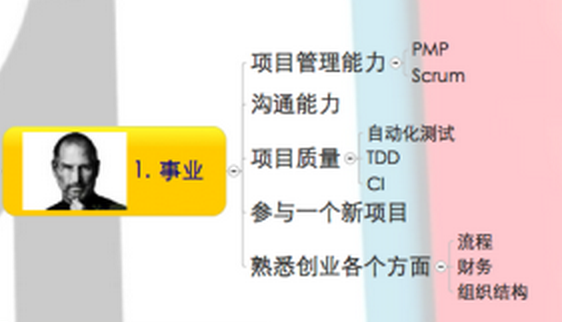 1. 事业
项目管理能力
PMP
Scrum
沟通能力
项目质量
自动化测试
TDD
CI
参与一个新项目
熟悉创业各个方面
流程
财务
组织结构